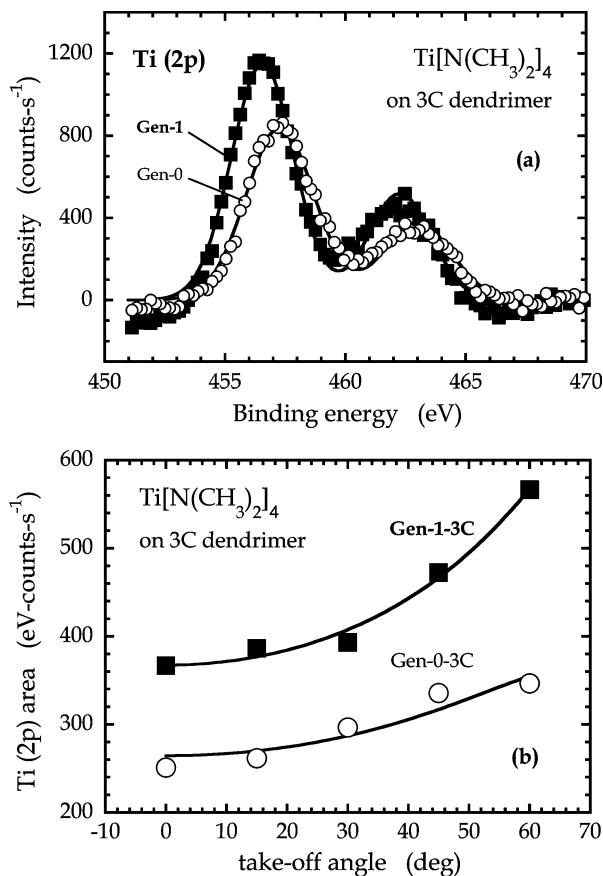 1200
800
400
0
Intensity (counts-s⁻¹)
Ti (2p)
Ti[N(CH₃)₂]₄
on 3C dendrimer
Gen-1
Gen-0
(a)
450 455 460 465 470
Binding energy (eV)
600
500
400
300
200
Ti (2p) area (eV-counts-s⁻¹)
Ti[N(CH₃)₂]₄
on 3C dendrimer
Gen-1-3C
Gen-0-3C
(b)
-10 0 10 20 30 40 50 60 70
take-off angle (deg)